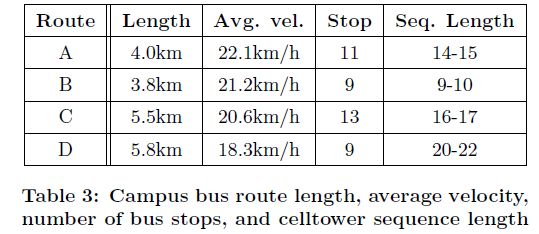 Route Length Avg. vel. Stop Seq. Length
A 4.0km 22.1km/h 11 14-15
B 3.8km 21.2km/h 9 9-10
C 5.5km 20.6km/h 13 16-17
D 5.8km 18.3km/h 9 20-22
Table 3: Campus bus route length, average velocity,
number of bus stops, and celltower sequence length